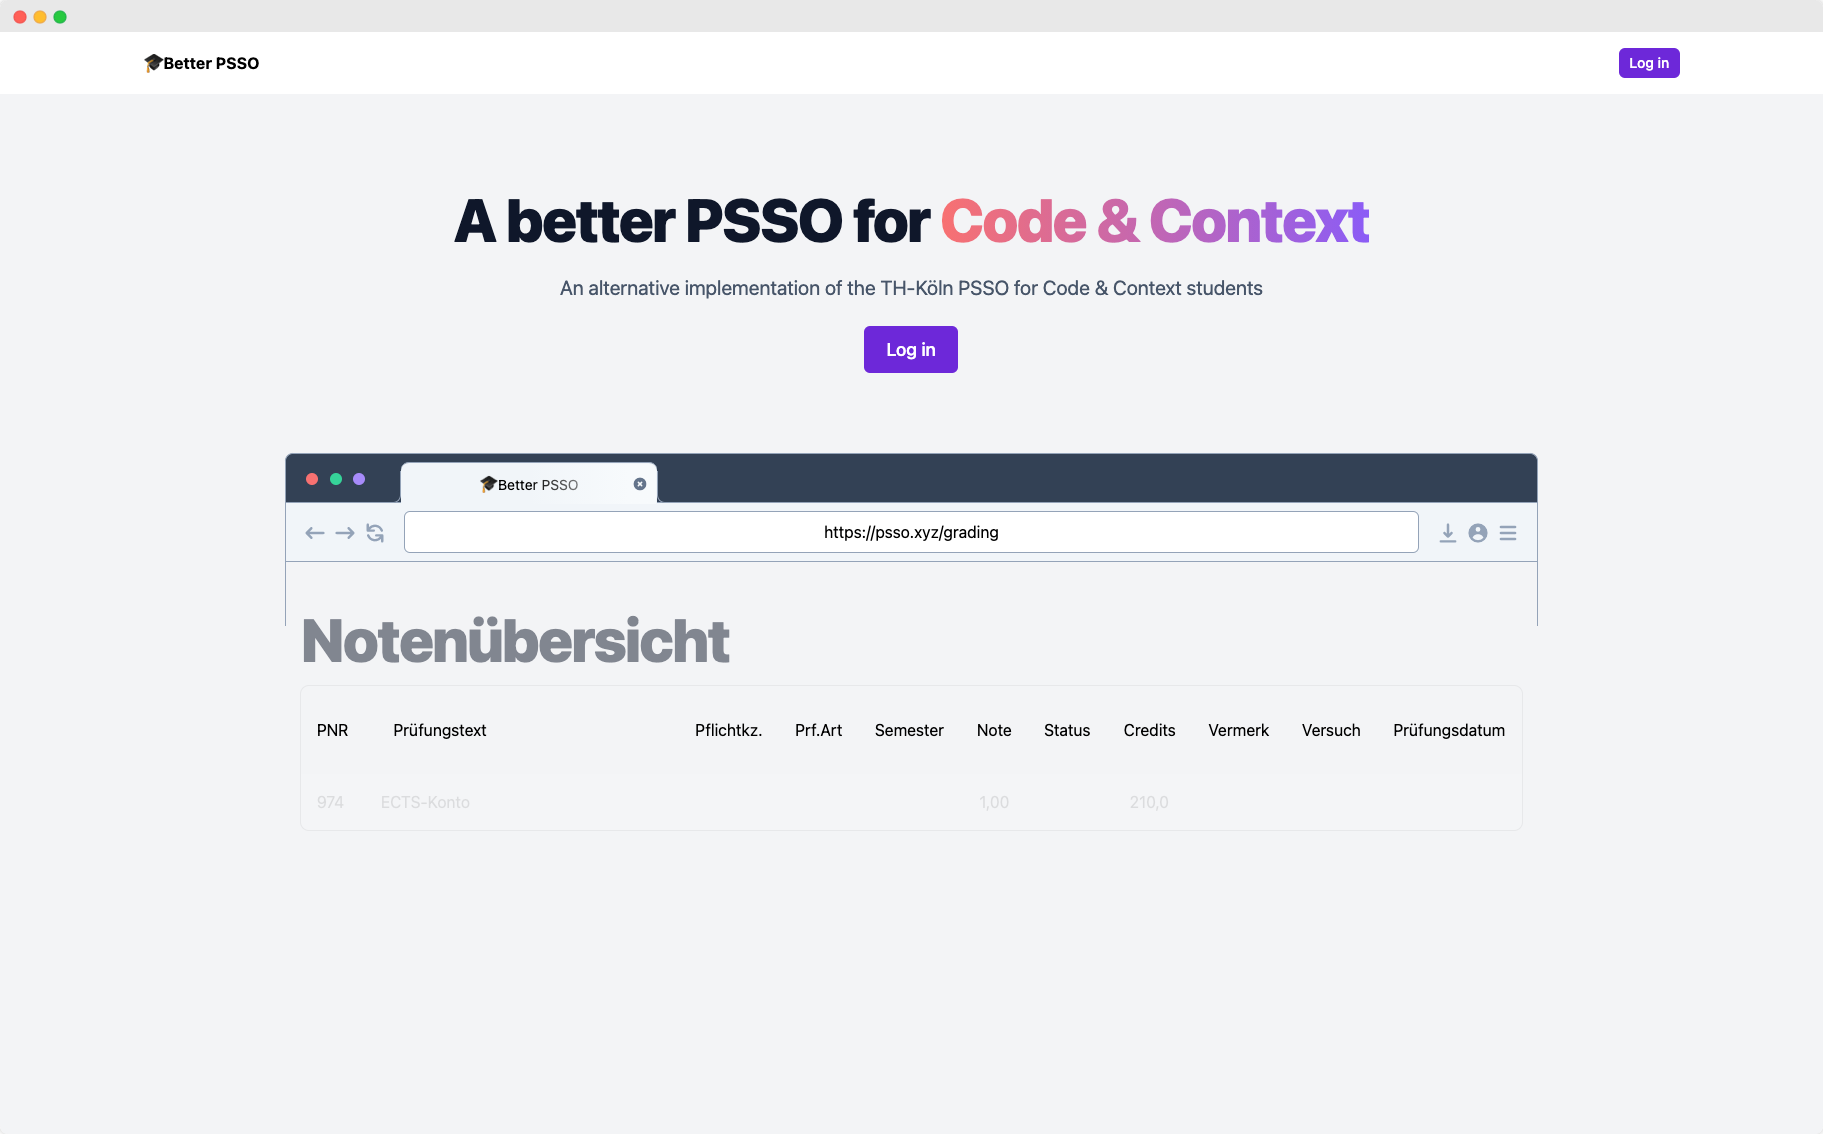 🎓Better PSSO
Log in
A better PSSO for Code & Context
An alternative implementation of the TH-Köln PSSO for Code & Context students
Log in
🎓Better PSSO
https://psso.xyz/grading
Notenübersicht
PNR Prüfungstext Pflichtkz. Prf.Art Semester Note Status Credits Vermerk Versuch Prüfungsdatum
974 ECTS-Konto 1,00 210,0